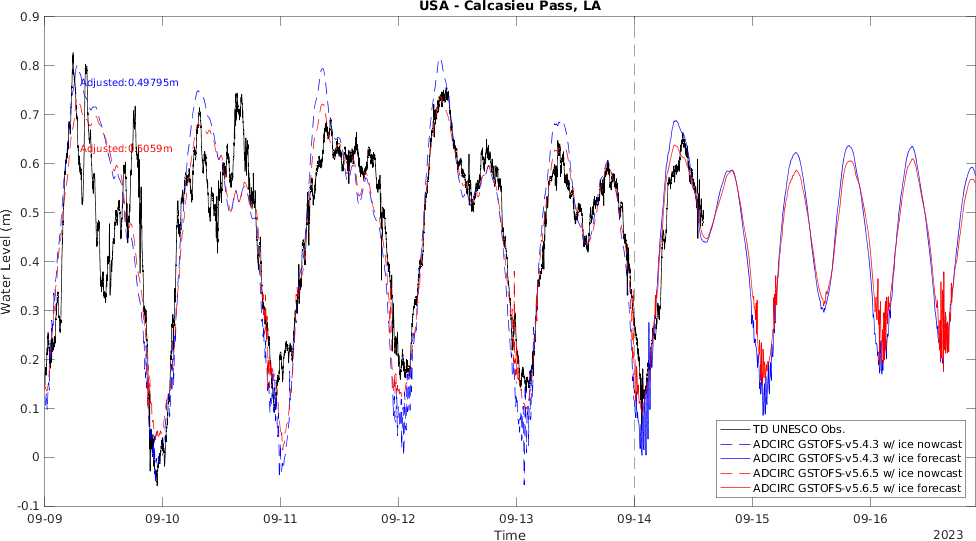 USA - Calcasieu Pass, LA
0.9
0.8
0.7
0.6
0.5
0.4
0.3
0.2
0.1
0
-0.1
Water Level (m)
Adjusted:0.49795m
Adjusted:0.5059m
TD UNESCO Obs.
ADCIRC GSTOFS-v5.4.3 w/ ice nowcast
ADCIRC GSTOFS-v5.4.3 w/ ice forecast
ADCIRC GSTOFS-v5.6.5 w/ ice nowcast
ADCIRC GSTOFS-v5.6.5 w/ ice forecast
09-09 09-10 09-11 09-12 09-13 09-14 09-15 09-16
Time
2023